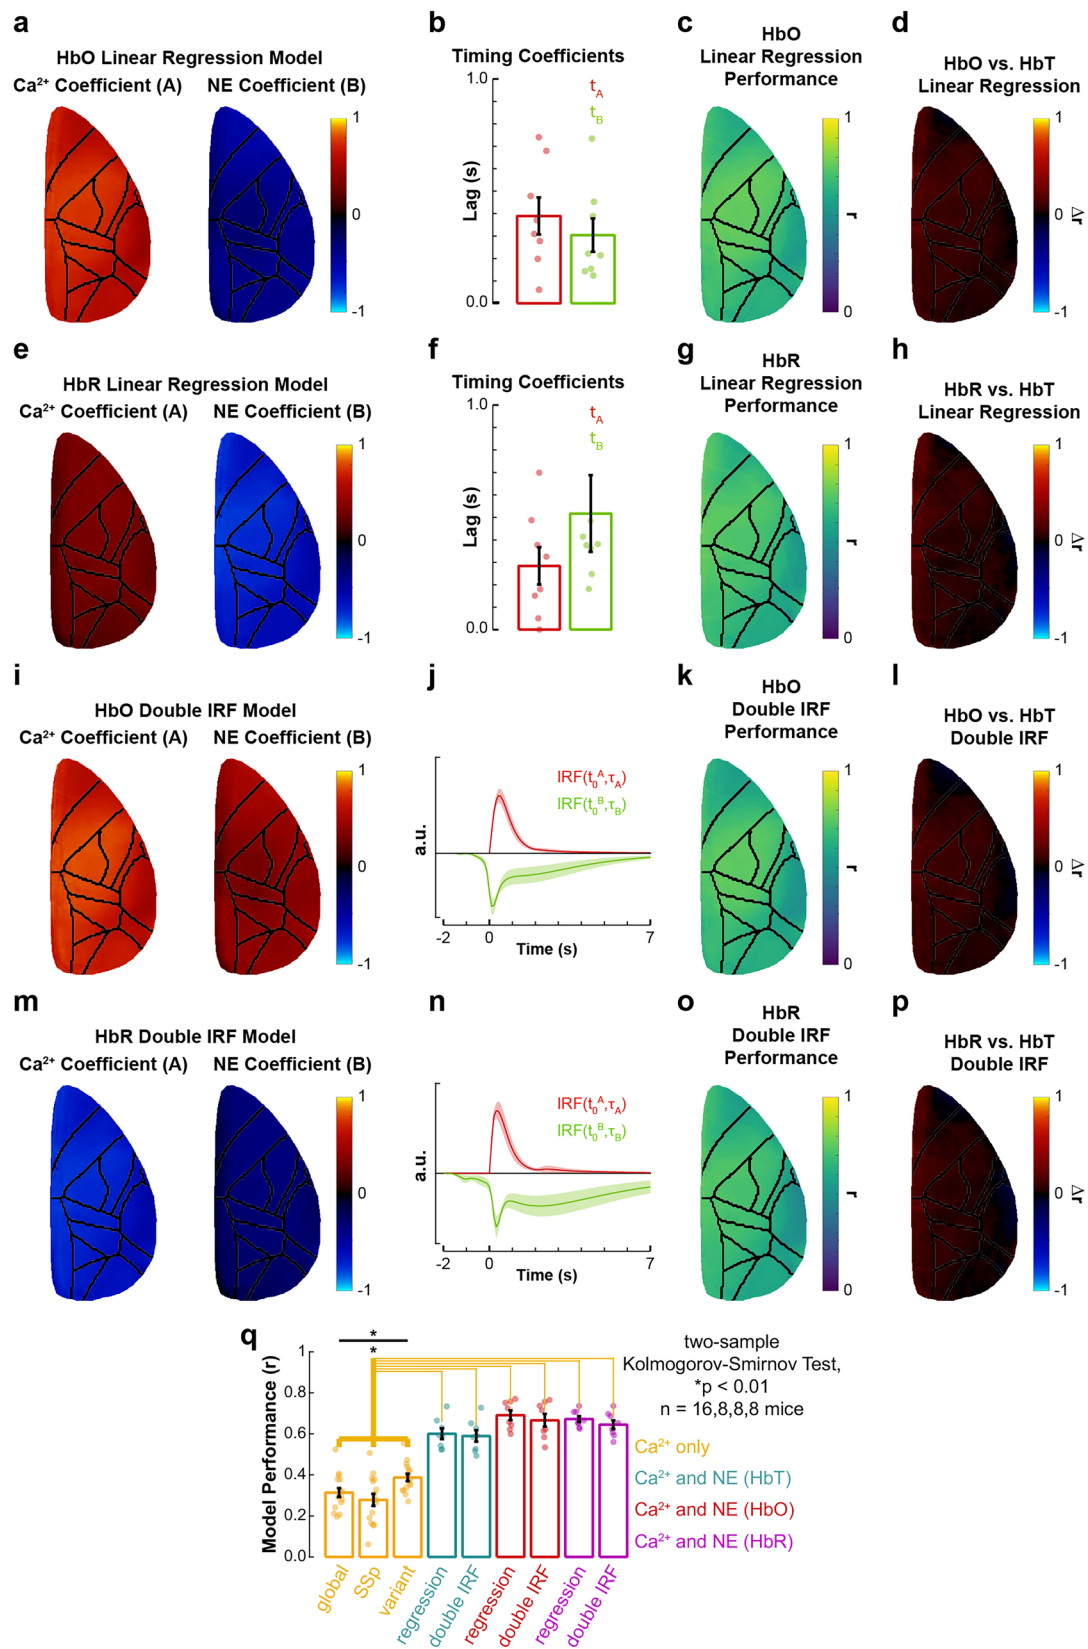 a
HbO Linear Regression Model
Ca²⁺ Coefficient (A) NE Coefficient (B)
1
0
-1
b
Timing Coefficients
1.0
0.0
Lag (s)
t_A
t_B
c
HbO
Linear Regression
Performance
1
r
0
d
HbO vs. HbT
Linear Regression
1
0
-1
Δr
e
HbR Linear Regression Model
Ca²⁺ Coefficient (A) NE Coefficient (B)
1
0
-1
f
Timing Coefficients
1.0
0.0
Lag (s)
t_A
t_B
g
HbR
Linear Regression
Performance
1
r
0
h
HbR vs. HbT
Linear Regression
1
0
-1
Δr
i
HbO Double IRF Model
Ca²⁺ Coefficient (A) NE Coefficient (B)
1
0
-1
j
a.u.
IRF(t₀ᴬ,τ_A)
IRF(t₀ᴮ,τ_B)
-2 0 7
Time (s)
k
HbO
Double IRF
Performance
1
r
0
l
HbO vs. HbT
Double IRF
1
0
-1
Δr
m
HbR Double IRF Model
Ca²⁺ Coefficient (A) NE Coefficient (B)
1
0
-1
n
a.u.
IRF(t₀ᴬ,τ_A)
IRF(t₀ᴮ,τ_B)
-2 0 7
Time (s)
o
HbR
Double IRF
Performance
1
r
0
p
HbR vs. HbT
Double IRF
1
0
-1
Δr
q
Model Performance (r)
1
0.8
0.6
0.4
0.2
0.0
*
*
global
SSp
variant
regression
double IRF
regression
double IRF
regression
double IRF
two-sample
Kolmogorov-Smirnov Test,
*p < 0.01
n = 16,8,8,8 mice
Ca²⁺ only
Ca²⁺ and NE (HbT)
Ca²⁺ and NE (HbO)
Ca²⁺ and NE (HbR)